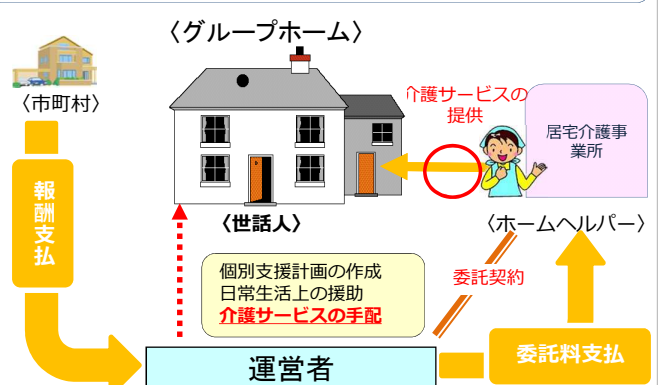 〈グループホーム〉
〈市町村〉
介護サービスの
提供
居宅介護事
業所
報酬支払
〈世話人〉
〈ホームヘルパー〉
個別支援計画の作成
日常生活上の援助
介護サービスの手配
委託契約
運営者
委託料支払